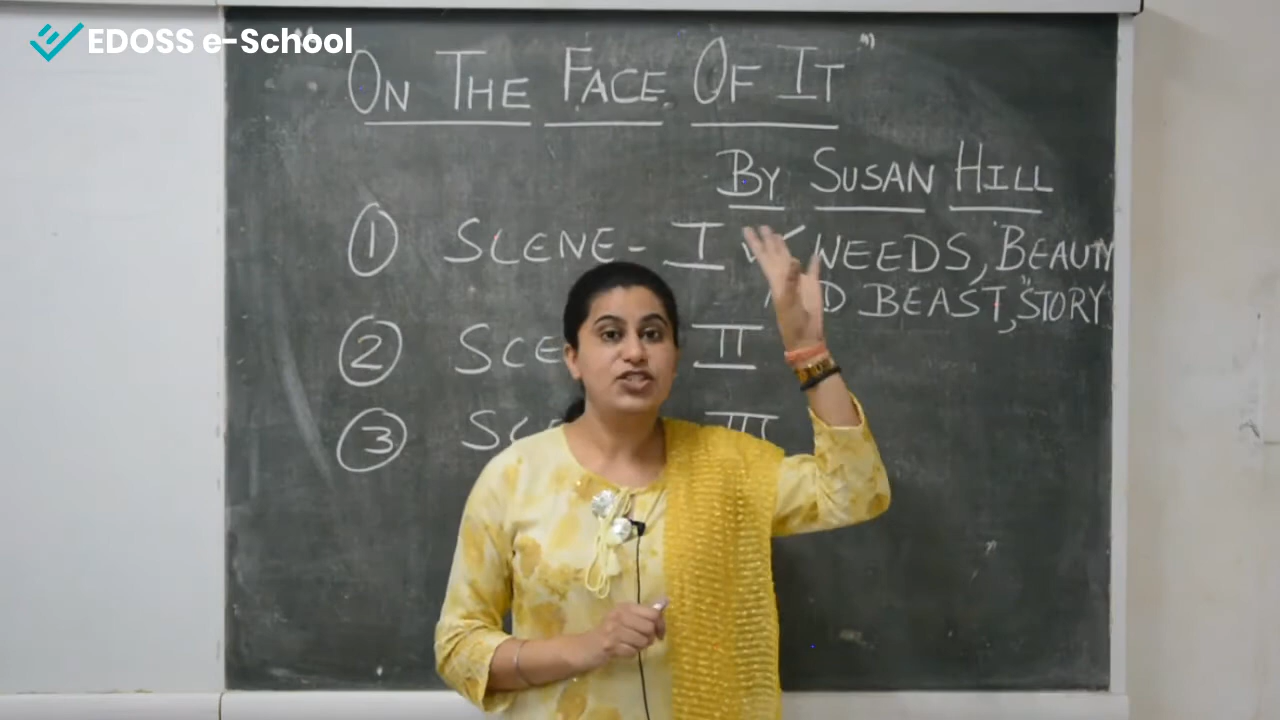 EDOSS e-School
" ON THE FACE OF IT "
BY SUSAN HILL
1 SCENE - I ✓ WEEDS, BEAUTY
BEAST, "STORY
2 II
3 III